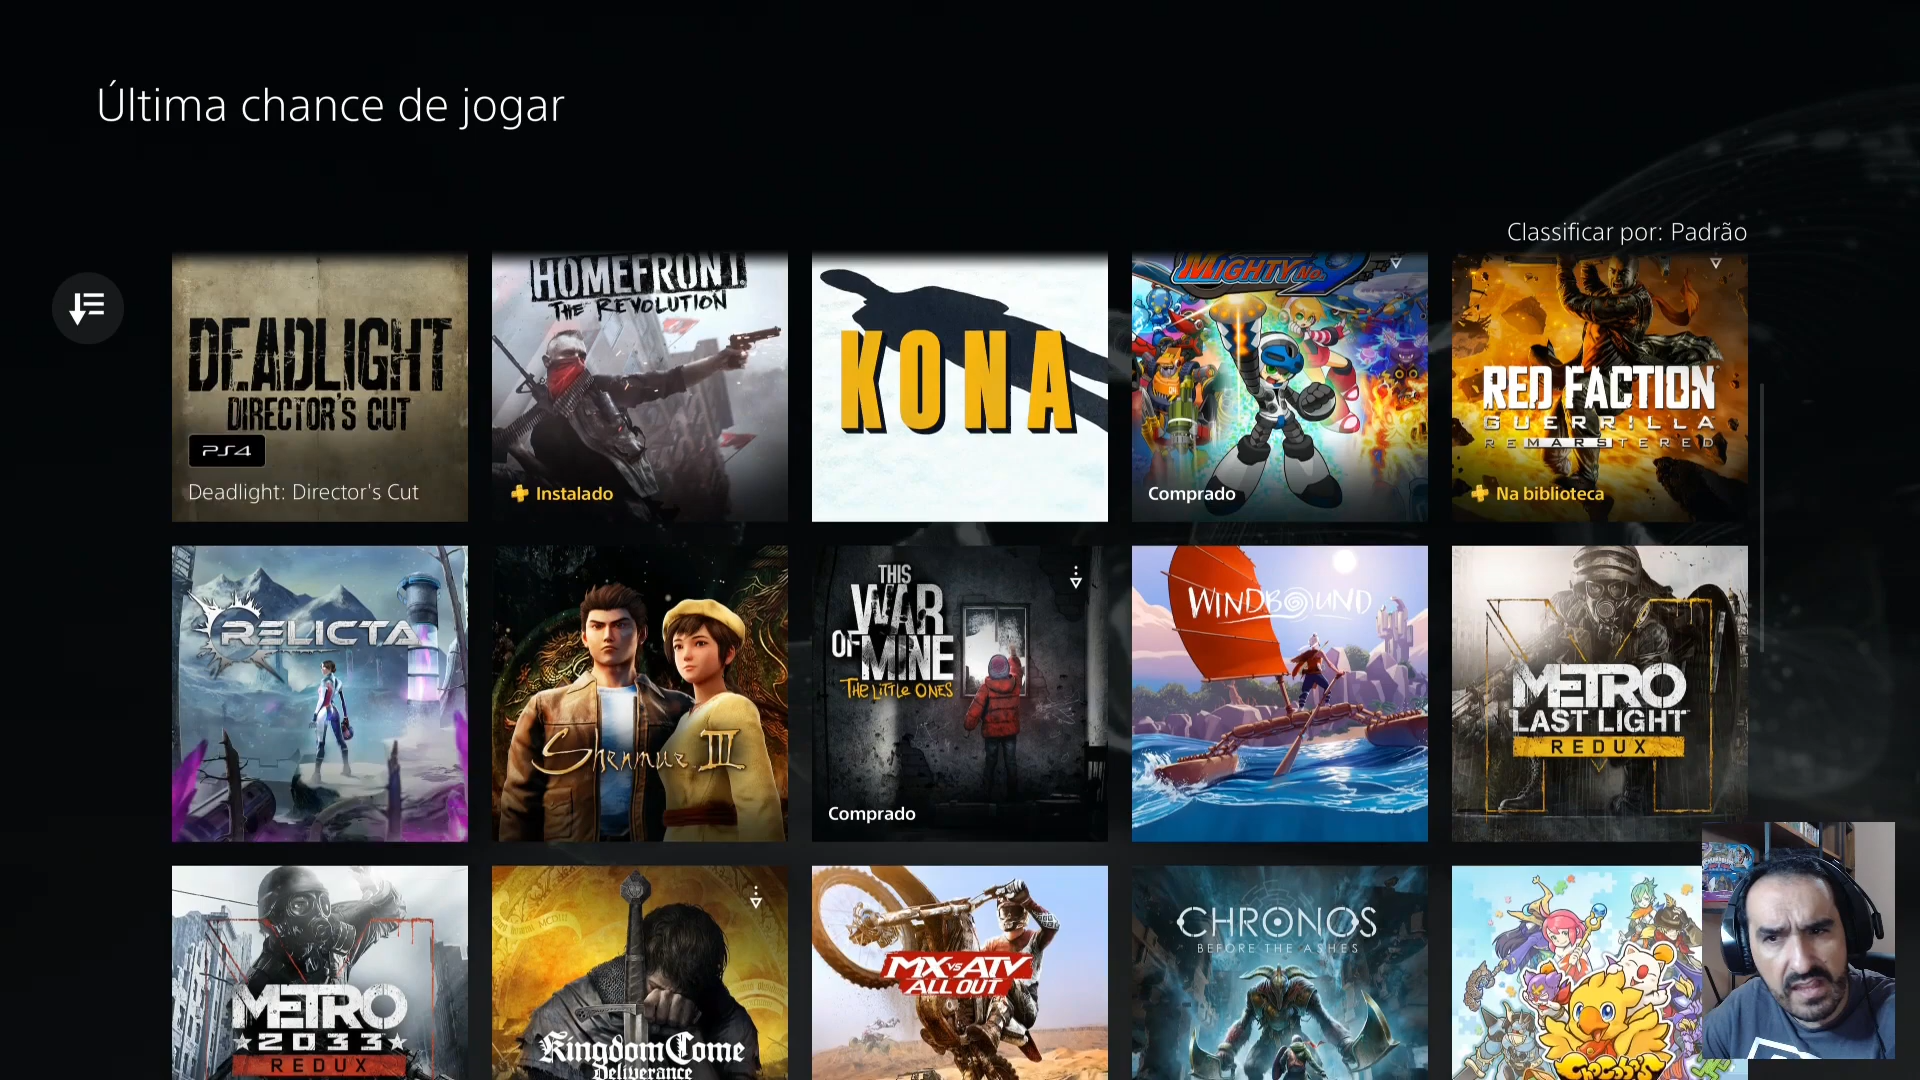 Última chance de jogar
Classificar por: Padrão
DEADLIGHT
DIRECTOR'S CUT
PS4
Deadlight: Director's Cut
HOMEFRONT
THE REVOLUTION
Instalado
KONA
MIGHTY No. 9
Comprado
RED FACTION
GUERRILLA
REMARSTERED
Na biblioteca
RELICTA
Shenmue III
THIS
WAR
OF MINE
THE LITTLE ONES
Comprado
WINDBOUND
METRO
LAST LIGHT
REDUX
METRO
2033
REDUX
Kingdom Come
Deliverance
MX vs ATV
ALL OUT
CHRONOS
BEFORE THE ASHES
CHOCOBO'S